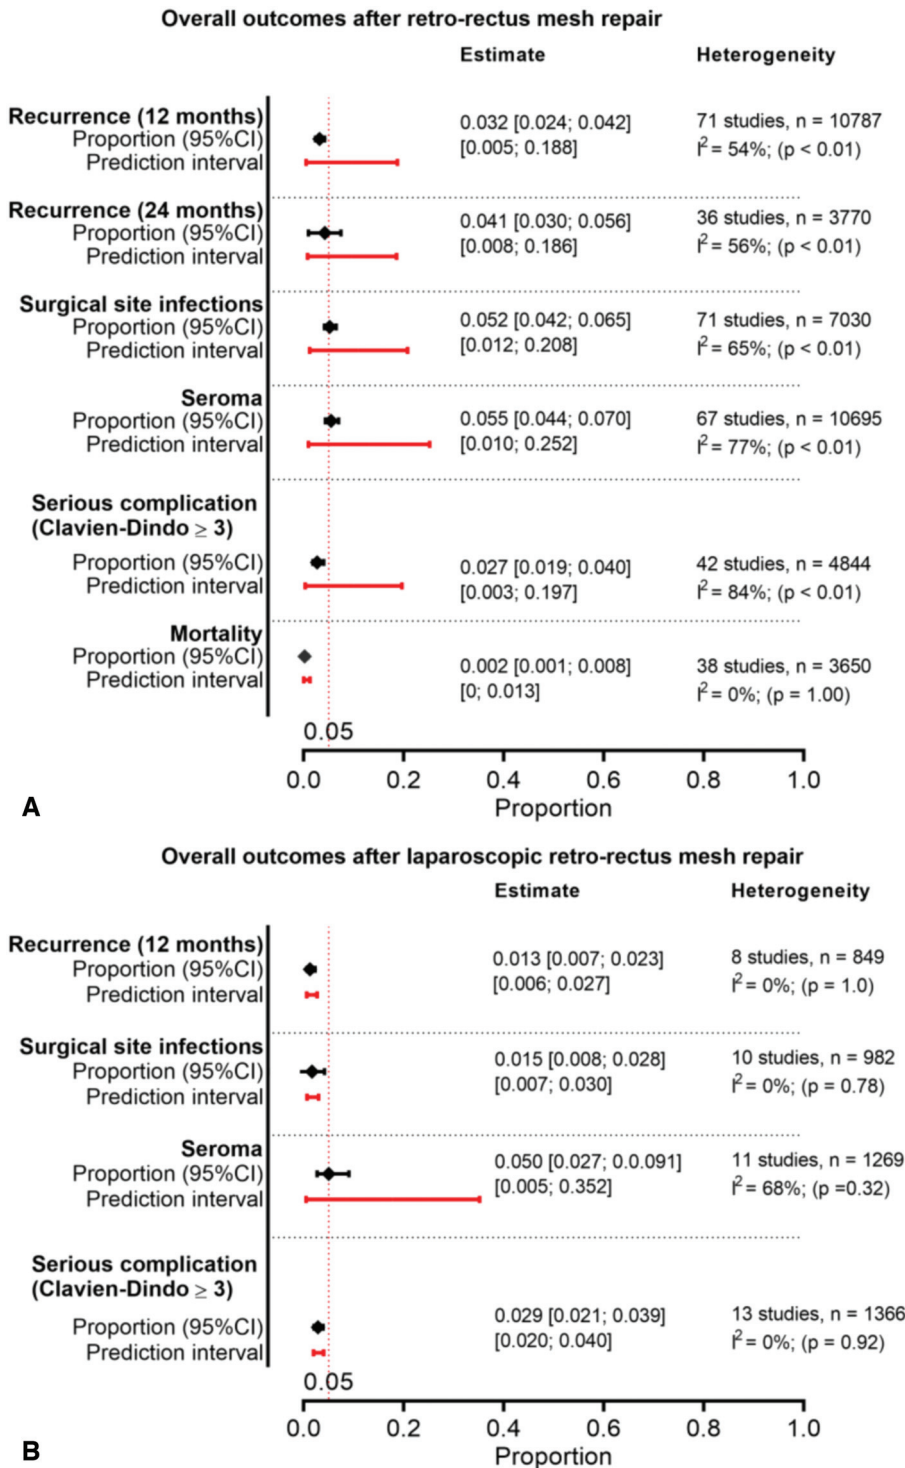 Overall outcomes after retro-rectus mesh repair
Estimate Heterogeneity
Recurrence (12 months)
Proportion (95%CI) 0.032 [0.024; 0.042] 71 studies, n = 10787
Prediction interval [0.005; 0.188] I² = 54%; (p < 0.01)
Recurrence (24 months)
Proportion (95%CI) 0.041 [0.030; 0.056] 36 studies, n = 3770
Prediction interval [0.008; 0.186] I² = 56%; (p < 0.01)
Surgical site infections
Proportion (95%CI) 0.052 [0.042; 0.065] 71 studies, n = 7030
Prediction interval [0.012; 0.208] I² = 65%; (p < 0.01)
Seroma
Proportion (95%CI) 0.055 [0.044; 0.070] 67 studies, n = 10695
Prediction interval [0.010; 0.252] I² = 77%; (p < 0.01)
Serious complication
(Clavien-Dindo ≥ 3)
Proportion (95%CI) 0.027 [0.019; 0.040] 42 studies, n = 4844
Prediction interval [0.003; 0.197] I² = 84%; (p < 0.01)
Mortality
Proportion (95%CI) 0.002 [0.001; 0.008] 38 studies, n = 3650
Prediction interval [0; 0.013] I² = 0%; (p = 1.00)
0.05
0.0 0.2 0.4 0.6 0.8 1.0
Proportion
A
Overall outcomes after laparoscopic retro-rectus mesh repair
Estimate Heterogeneity
Recurrence (12 months)
Proportion (95%CI) 0.013 [0.007; 0.023] 8 studies, n = 849
Prediction interval [0.006; 0.027] I² = 0%; (p = 1.0)
Surgical site infections
Proportion (95%CI) 0.015 [0.008; 0.028] 10 studies, n = 982
Prediction interval [0.007; 0.030] I² = 0%; (p = 0.78)
Seroma
Proportion (95%CI) 0.050 [0.027; 0.0.091] 11 studies, n = 1269
Prediction interval [0.005; 0.352] I² = 68%; (p =0.32)
Serious complication
(Clavien-Dindo ≥ 3)
Proportion (95%CI) 0.029 [0.021; 0.039] 13 studies, n = 1366
Prediction interval [0.020; 0.040] I² = 0%; (p = 0.92)
0.05
0.0 0.2 0.4 0.6 0.8 1.0
Proportion
B